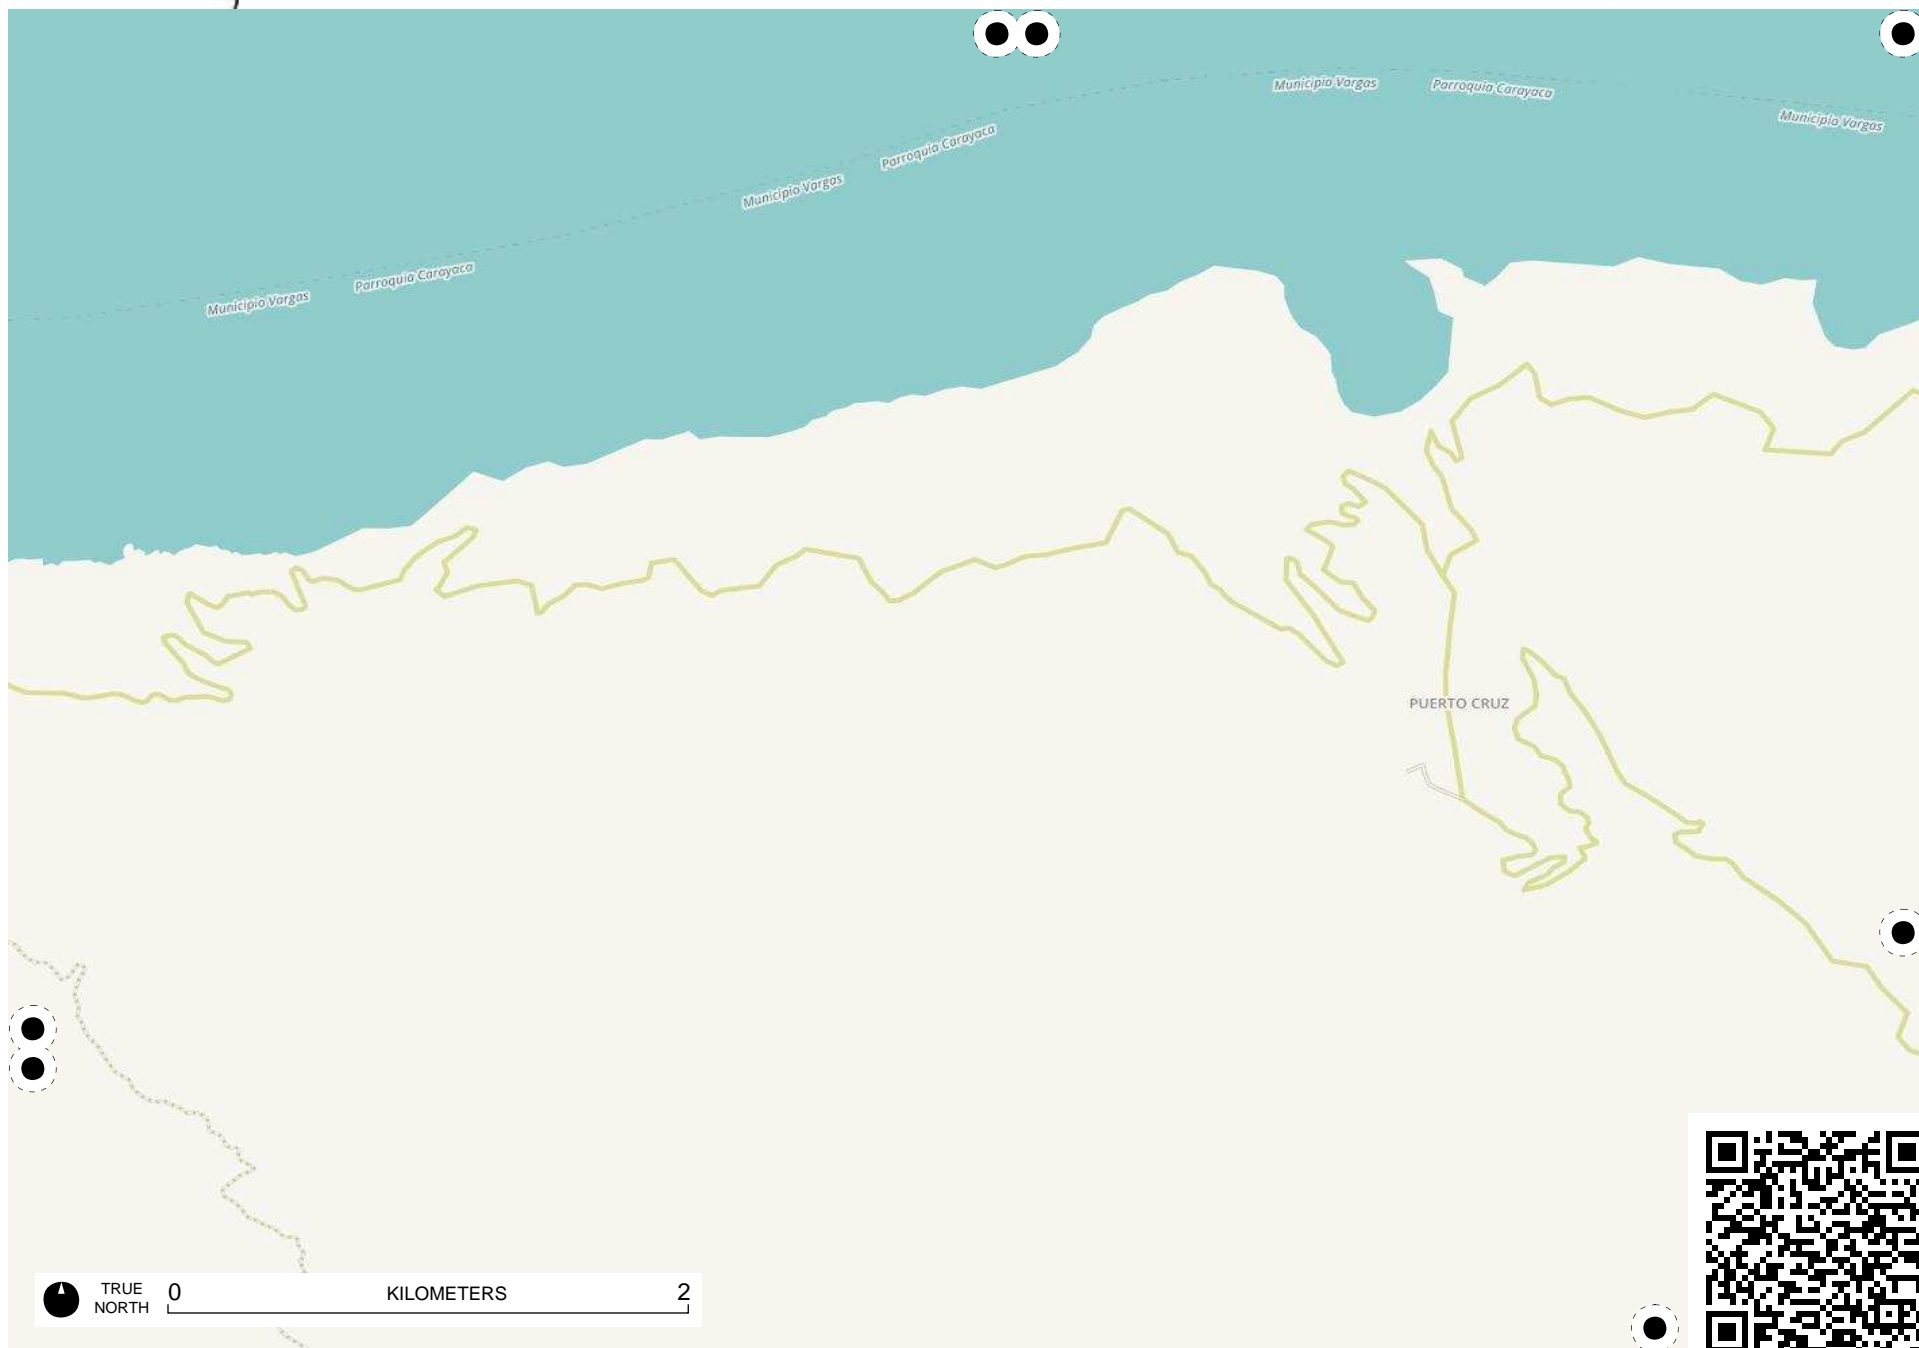 Municipio Vargas
Parroquia Carayaca
Municipio Vargas
Parroquia Carayaca
Municipio Vargas
Municipio Vargas
Parroquia Carayaca
PUERTO CRUZ
TRUE NORTH
0 KILOMETERS 2